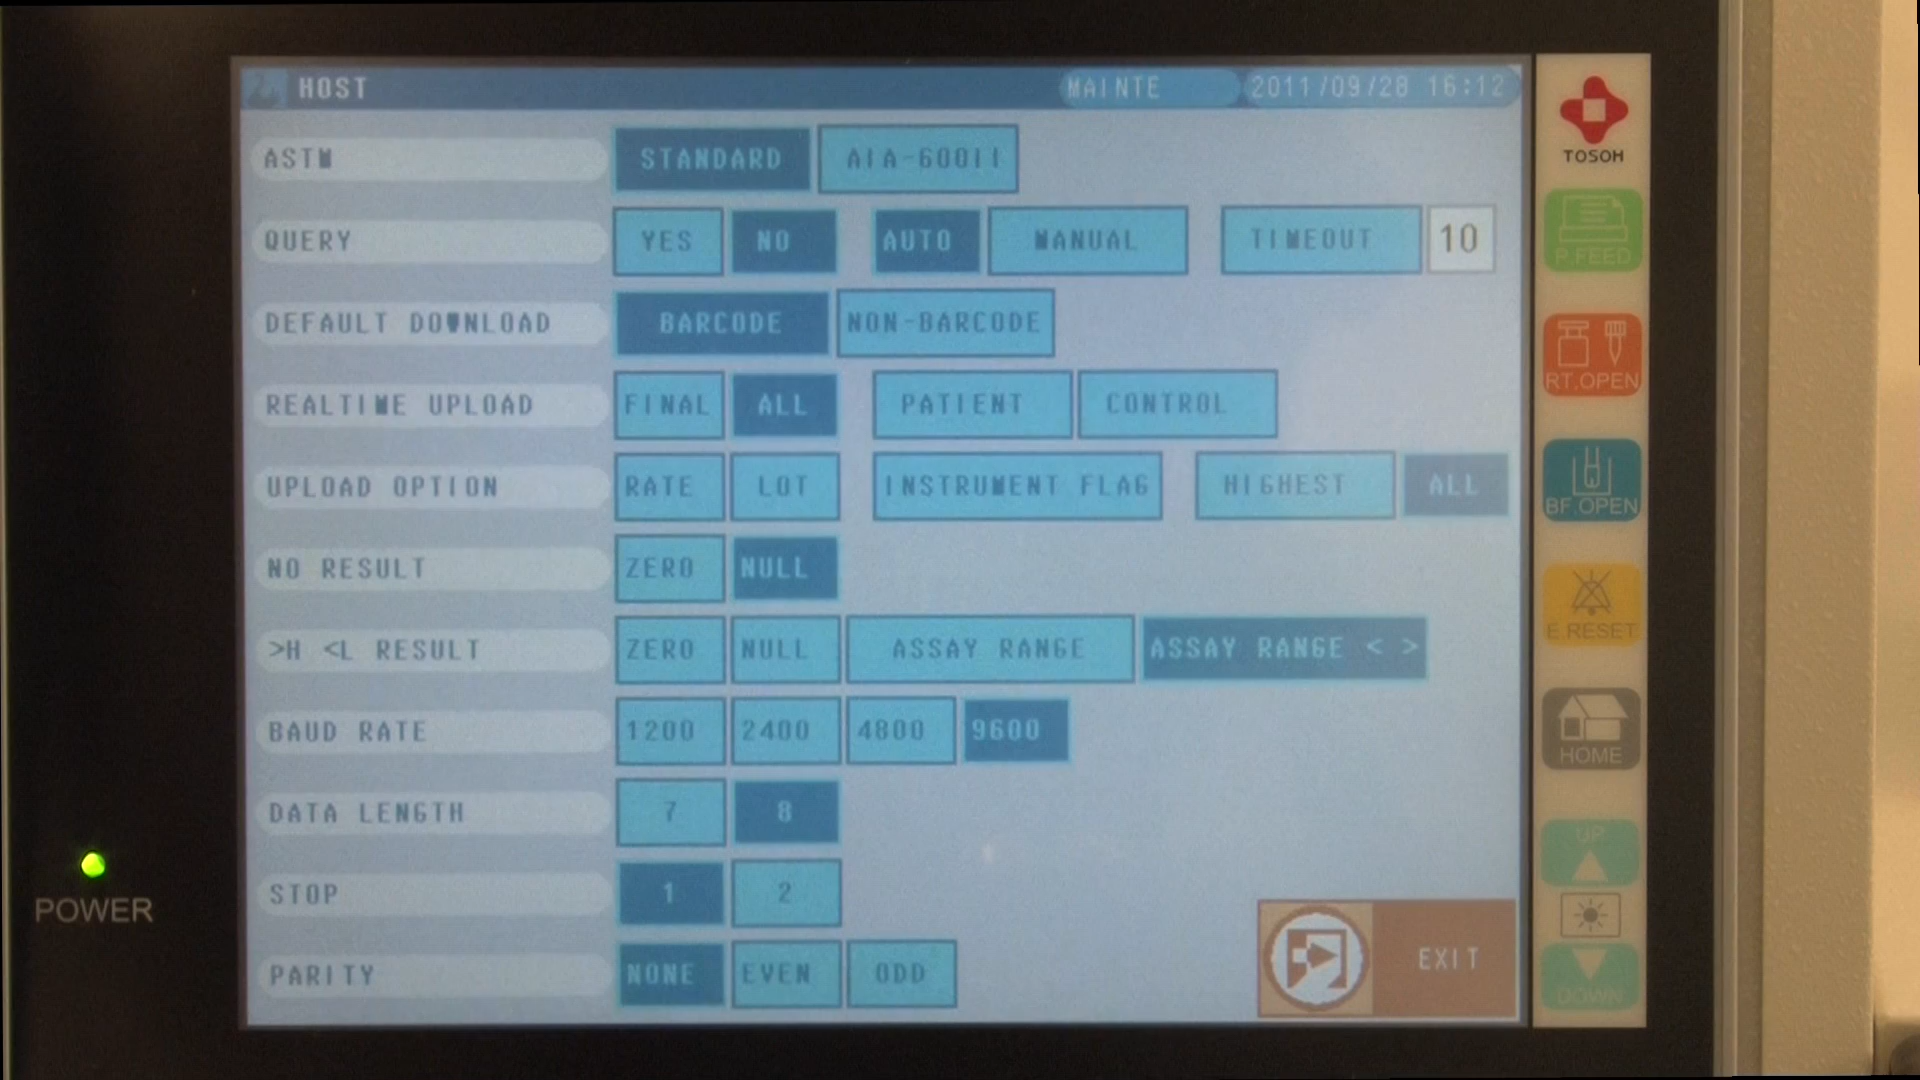 HOST MAINTE 2011/09/28 16:12
ASTM STANDARD AIA-600II
QUERY YES NO AUTO MANUAL TIMEOUT 10
DEFAULT DOWNLOAD BARCODE NON-BARCODE
REALTIME UPLOAD FINAL ALL PATIENT CONTROL
UPLOAD OPTION RATE LOT INSTRUMENT FLAG HIGHEST ALL
NO RESULT ZERO NULL
>H <L RESULT ZERO NULL ASSAY RANGE ASSAY RANGE < >
BAUD RATE 1200 2400 4800 9600
DATA LENGTH 7 8
STOP 1 2
PARITY NONE EVEN ODD
EXIT
TOSOH
P.FEED
RT.OPEN
BF.OPEN
E.RESET
HOME
UP
DOWN
POWER